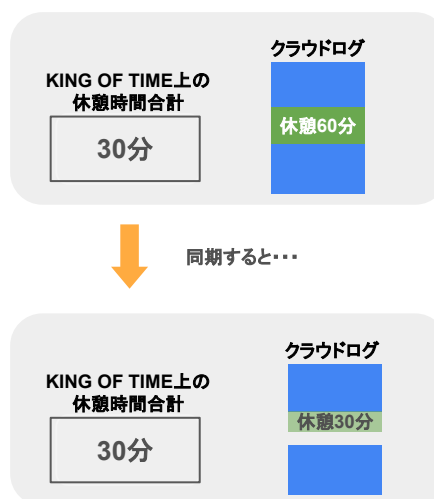 クラウドログ
KING OF TIME上の
休憩時間合計
30分
休憩60分
同期すると･･･
クラウドログ
KING OF TIME上の
休憩時間合計
30分
休憩30分